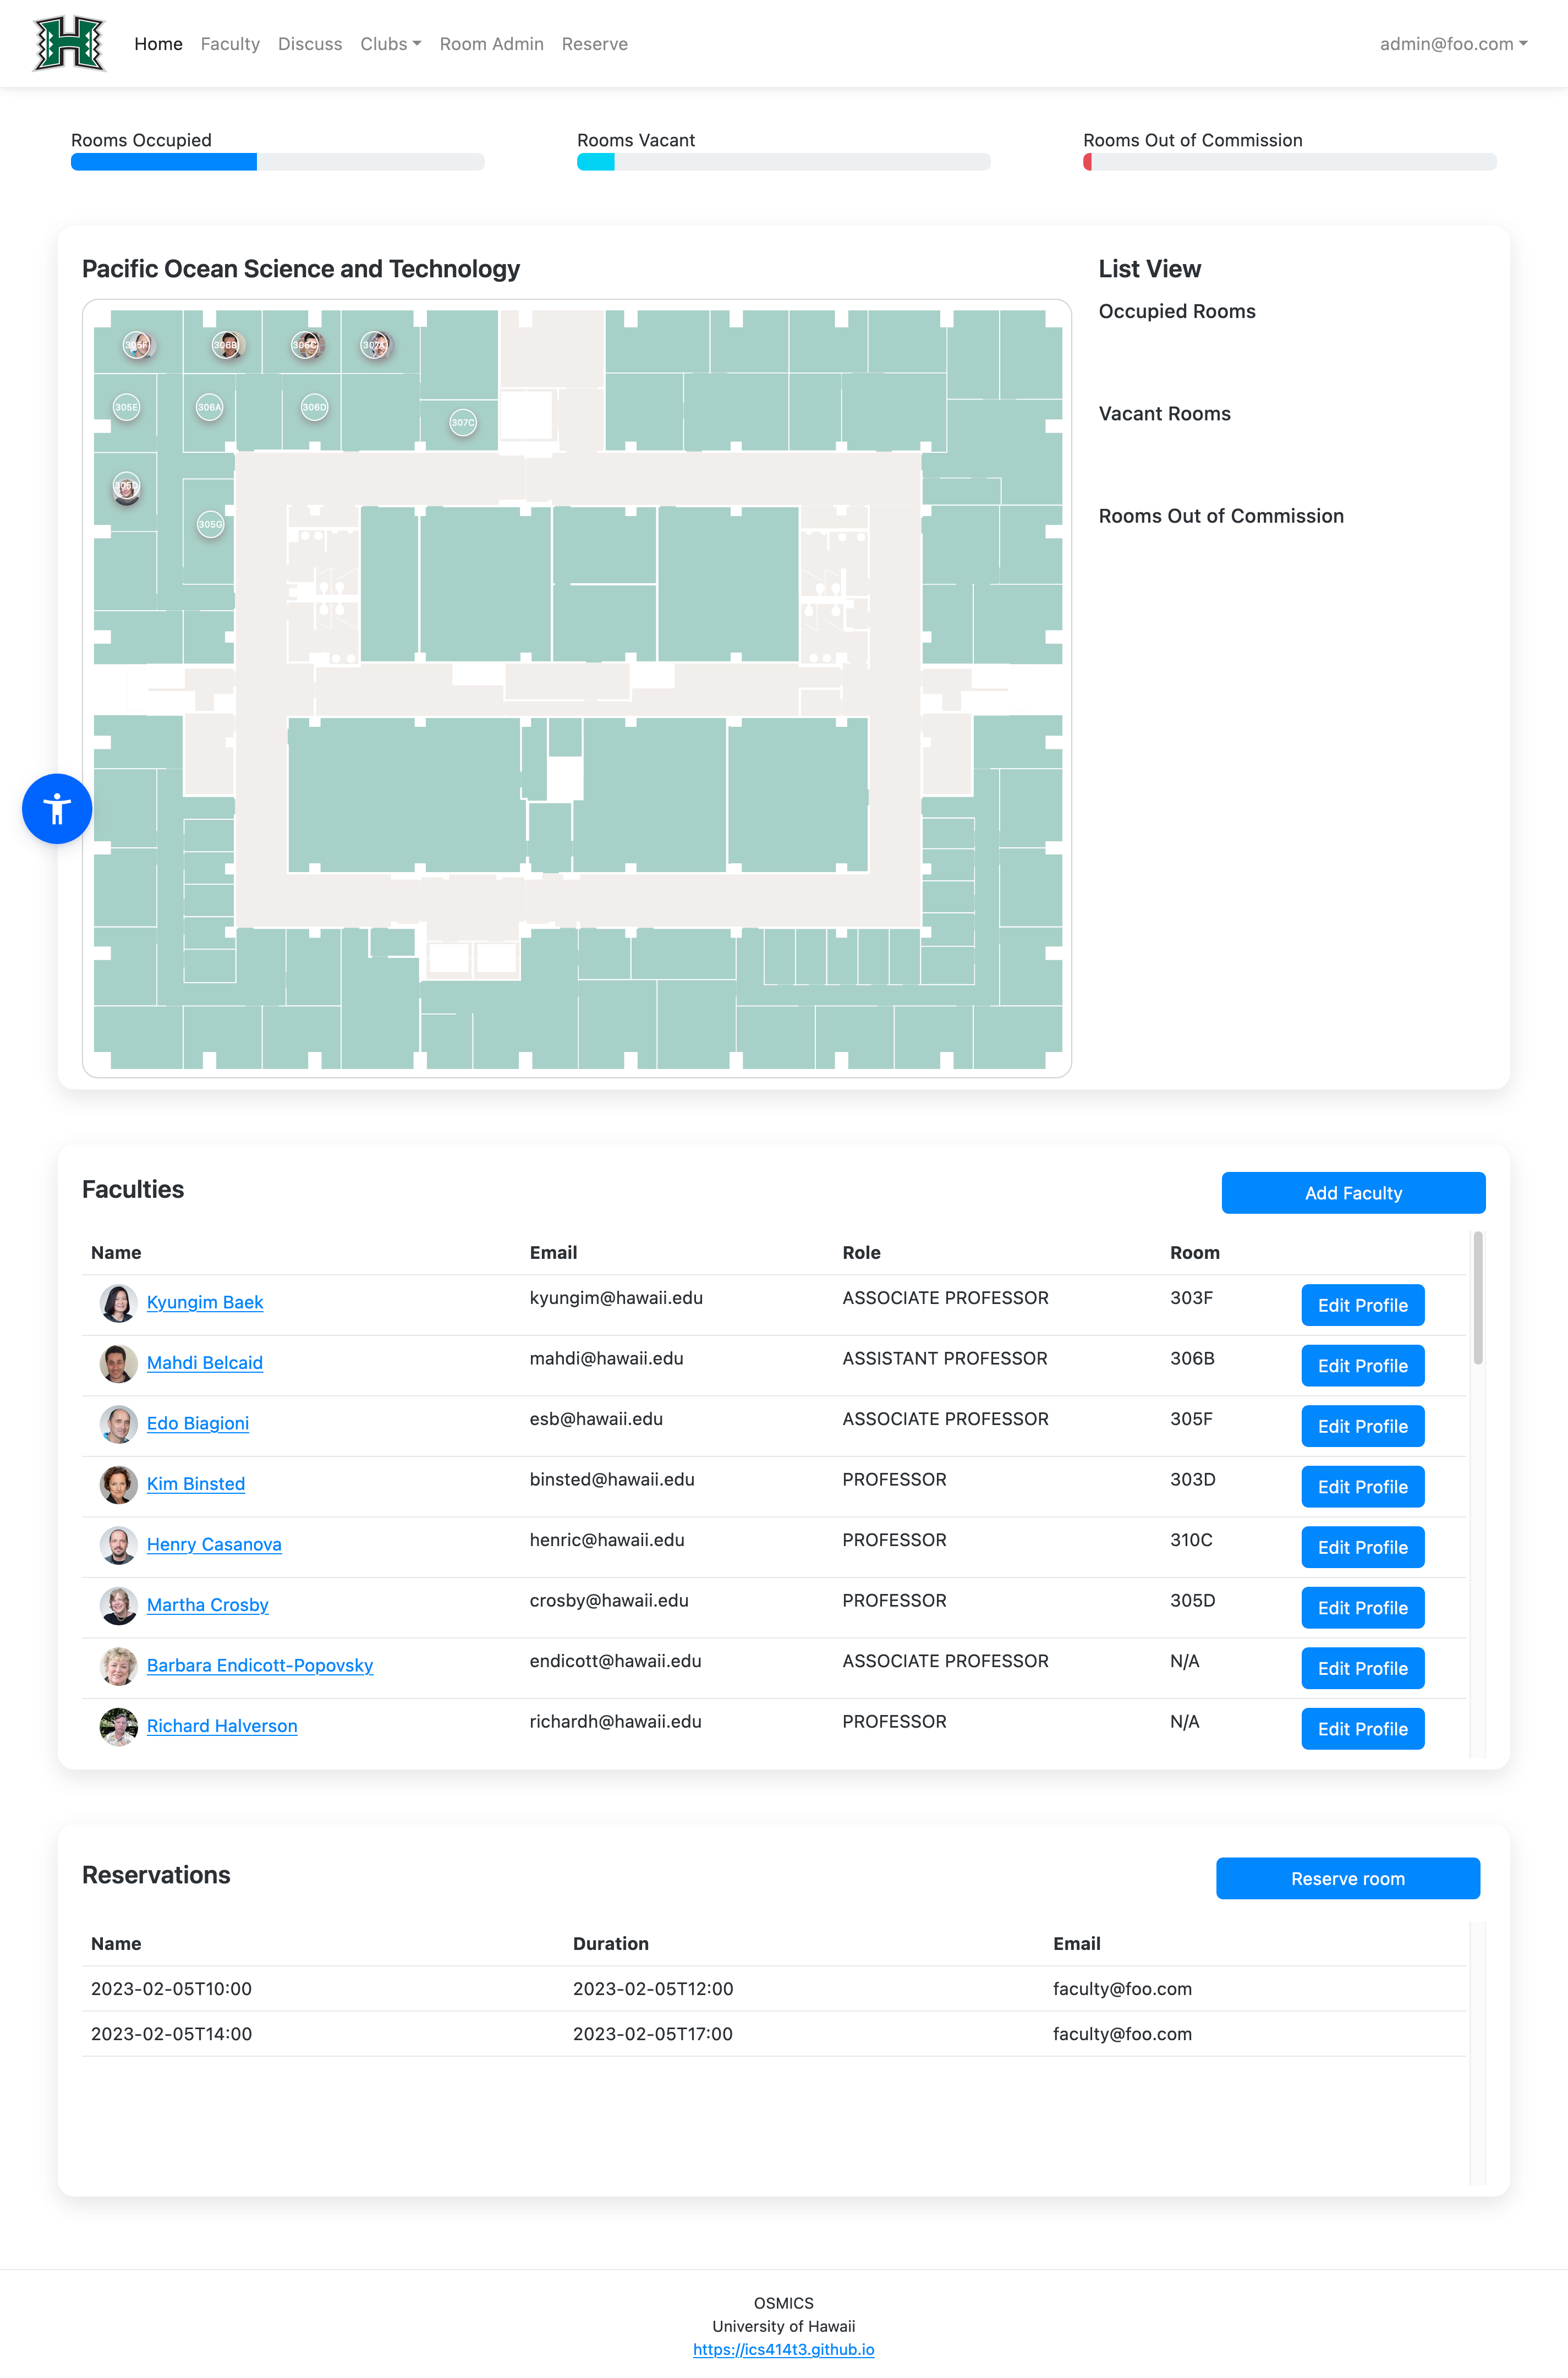 H
Home Faculty Discuss Clubs Room Admin Reserve admin@foo.com
Rooms Occupied Rooms Vacant Rooms Out of Commission
Pacific Ocean Science and Technology
305F 306B 306C
305E 306A 306D 307C
305D
305G
List View
Occupied Rooms
Vacant Rooms
Rooms Out of Commission
Faculties Add Faculty
Name Email Role Room
Kyungim Baek kyungim@hawaii.edu ASSOCIATE PROFESSOR 303F Edit Profile
Mahdi Belcaid mahdi@hawaii.edu ASSISTANT PROFESSOR 306B Edit Profile
Edo Biagioni esb@hawaii.edu ASSOCIATE PROFESSOR 305F Edit Profile
Kim Binsted binsted@hawaii.edu PROFESSOR 303D Edit Profile
Henry Casanova henric@hawaii.edu PROFESSOR 310C Edit Profile
Martha Crosby crosby@hawaii.edu PROFESSOR 305D Edit Profile
Barbara Endicott-Popovsky endicott@hawaii.edu ASSOCIATE PROFESSOR N/A Edit Profile
Richard Halverson richardh@hawaii.edu PROFESSOR N/A Edit Profile
Reservations Reserve room
Name Duration Email
2023-02-05T10:00 2023-02-05T12:00 faculty@foo.com
2023-02-05T14:00 2023-02-05T17:00 faculty@foo.com
OSMICS
University of Hawaii
https://ics414t3.github.io